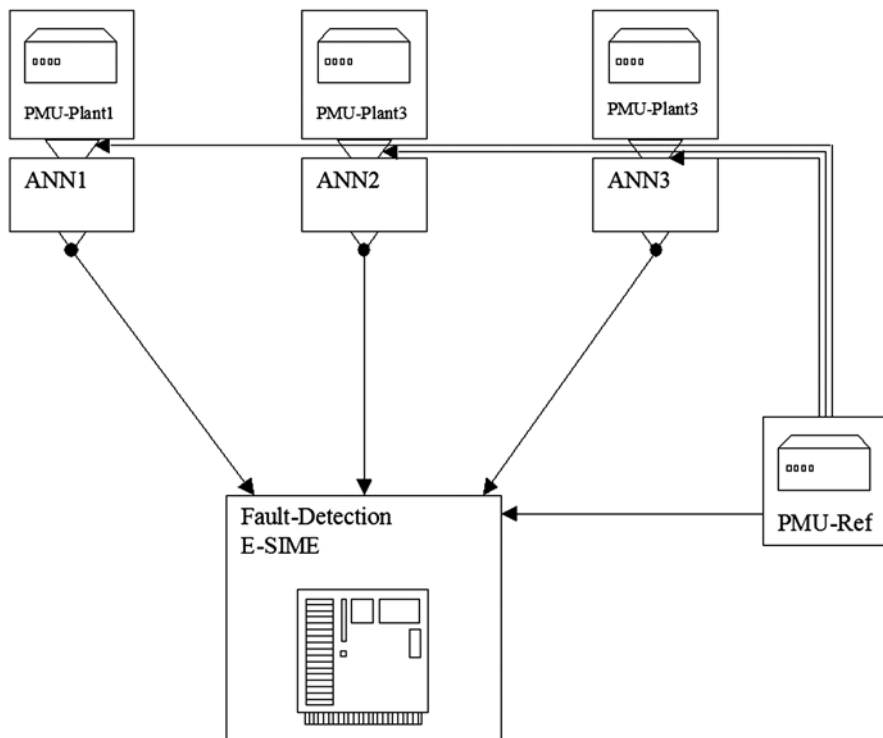 PMU-Plant1
PMU-Plant3
PMU-Plant3
ANN1
ANN2
ANN3
PMU-Ref
Fault-Detection
E-SIME